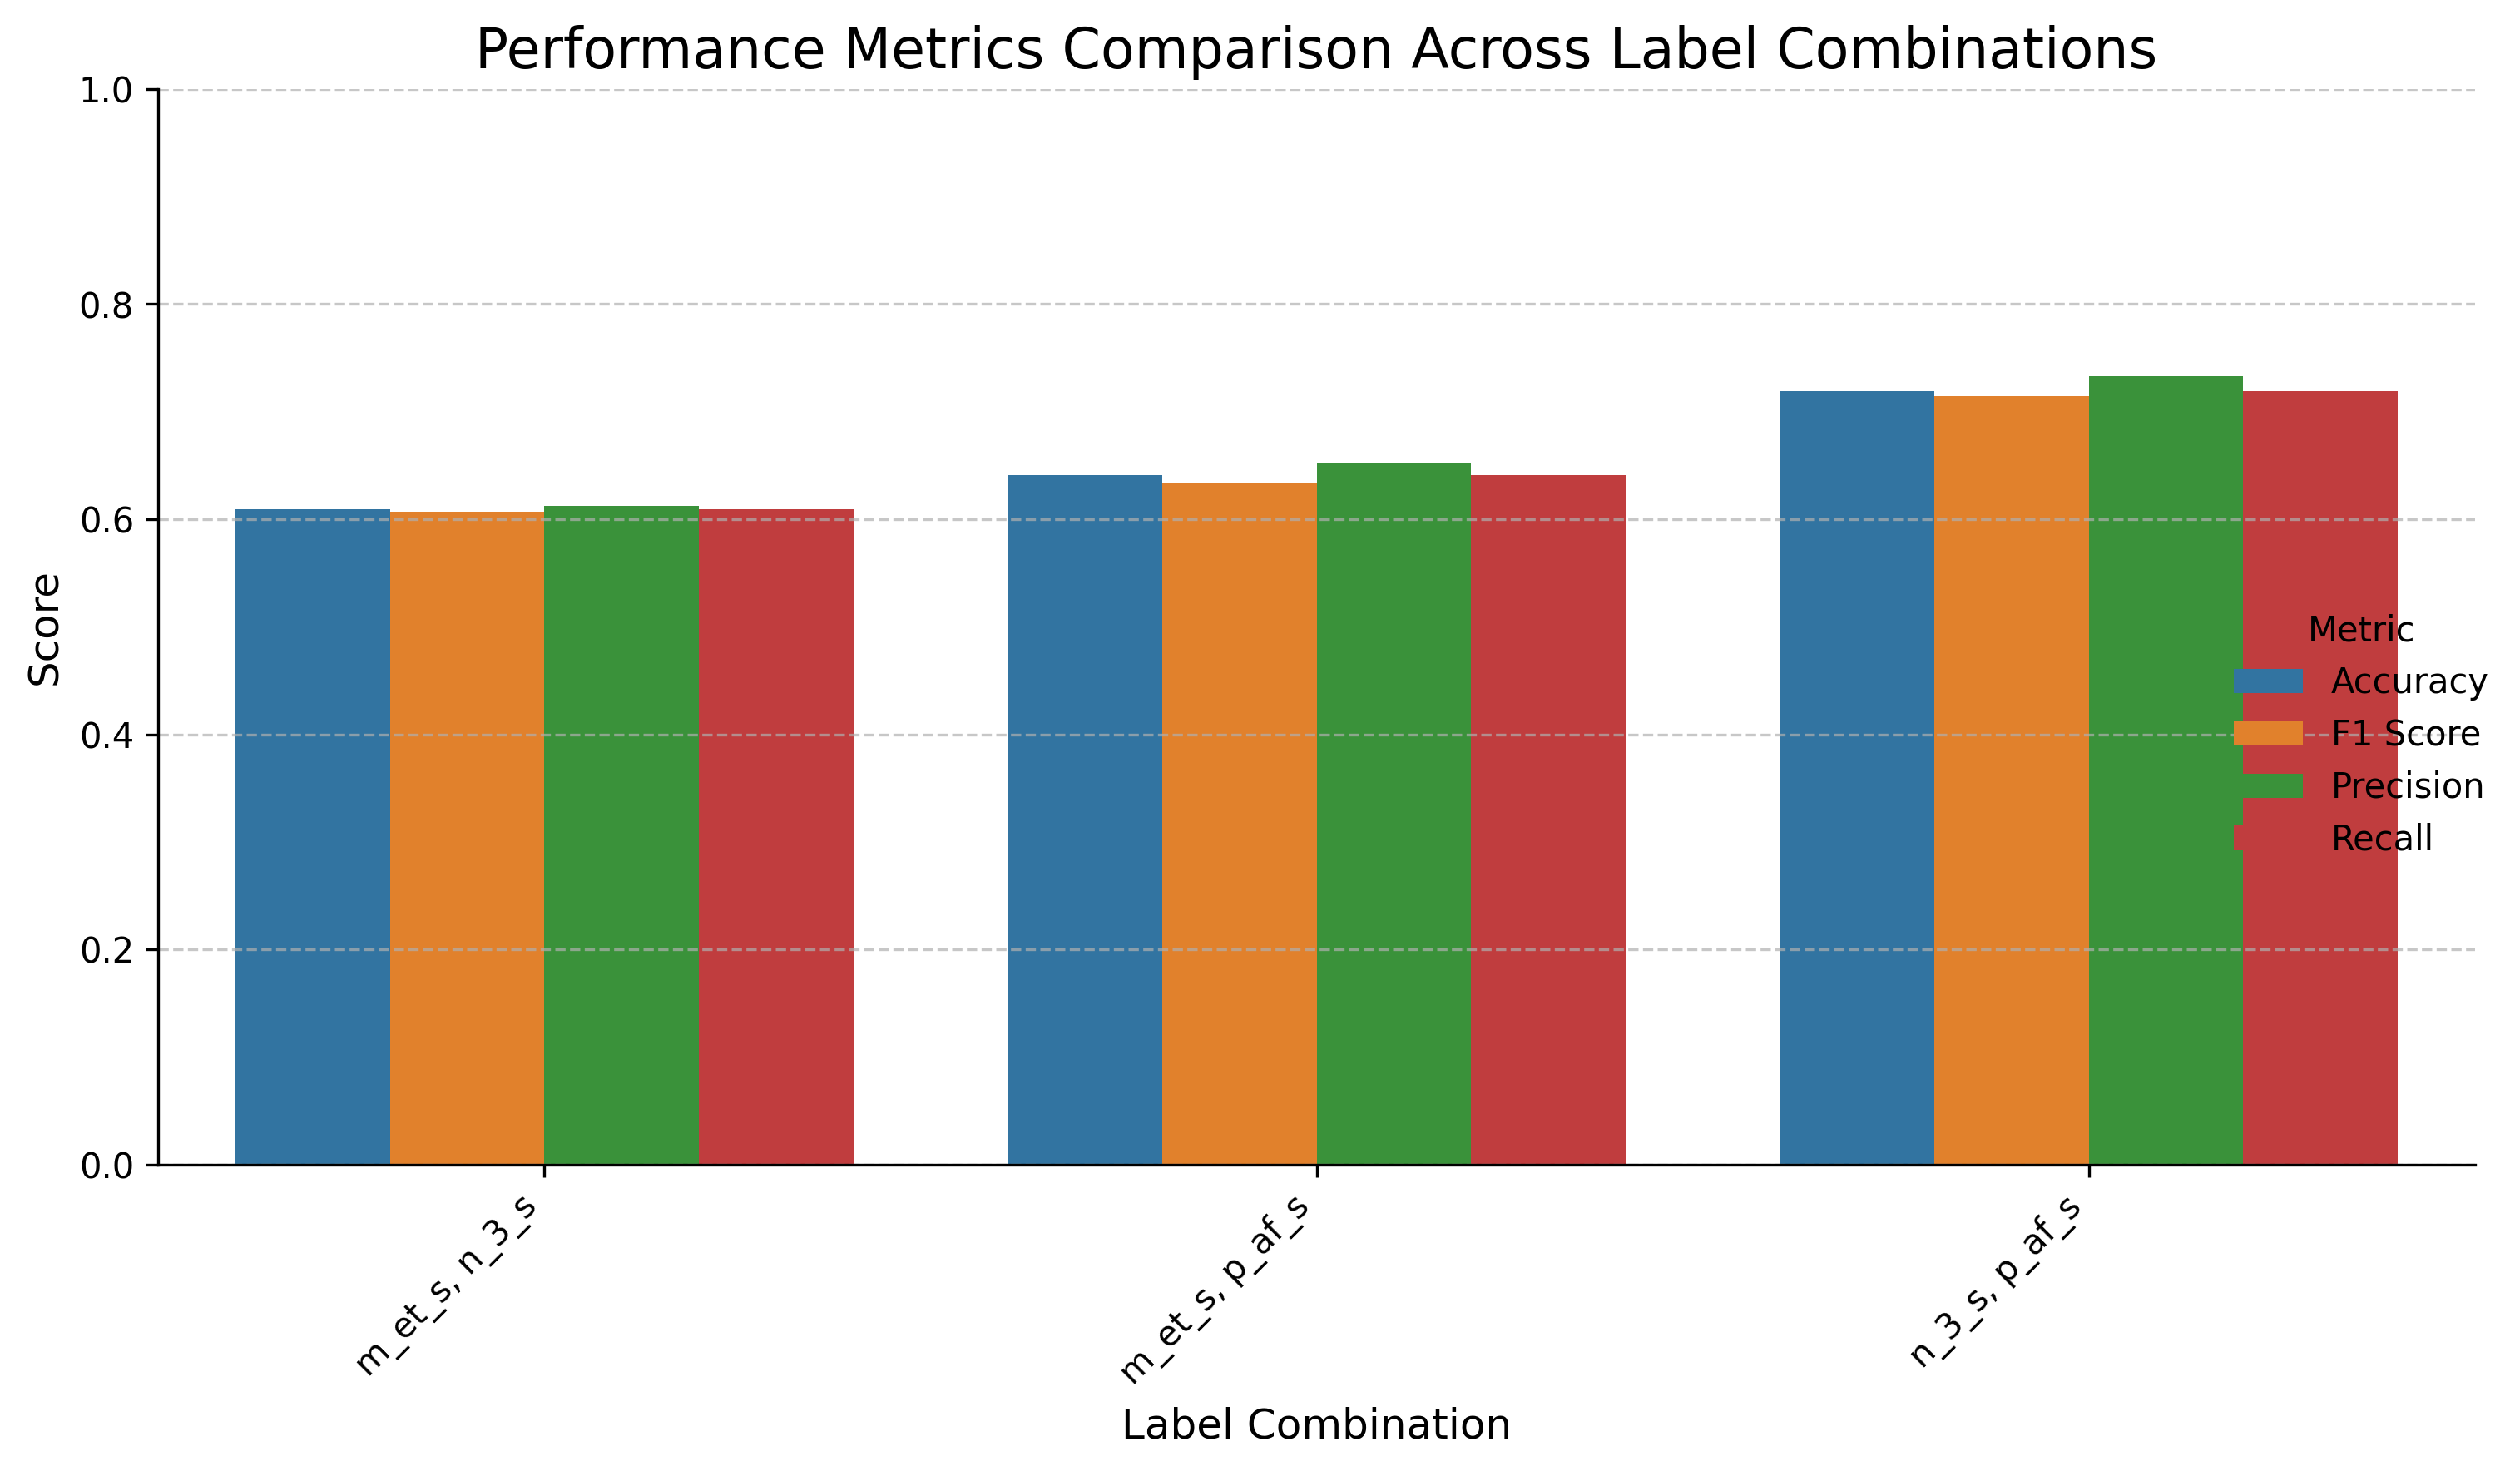 Performance Metrics Comparison Across Label Combinations
1.0
0.8
0.6
0.4
0.2
0.0
Score
Metric
Accuracy
F1 Score
Precision
Recall
m_et_s, n_3_s
m_et_s, p_af_s
n_3_s, p_af_s
Label Combination